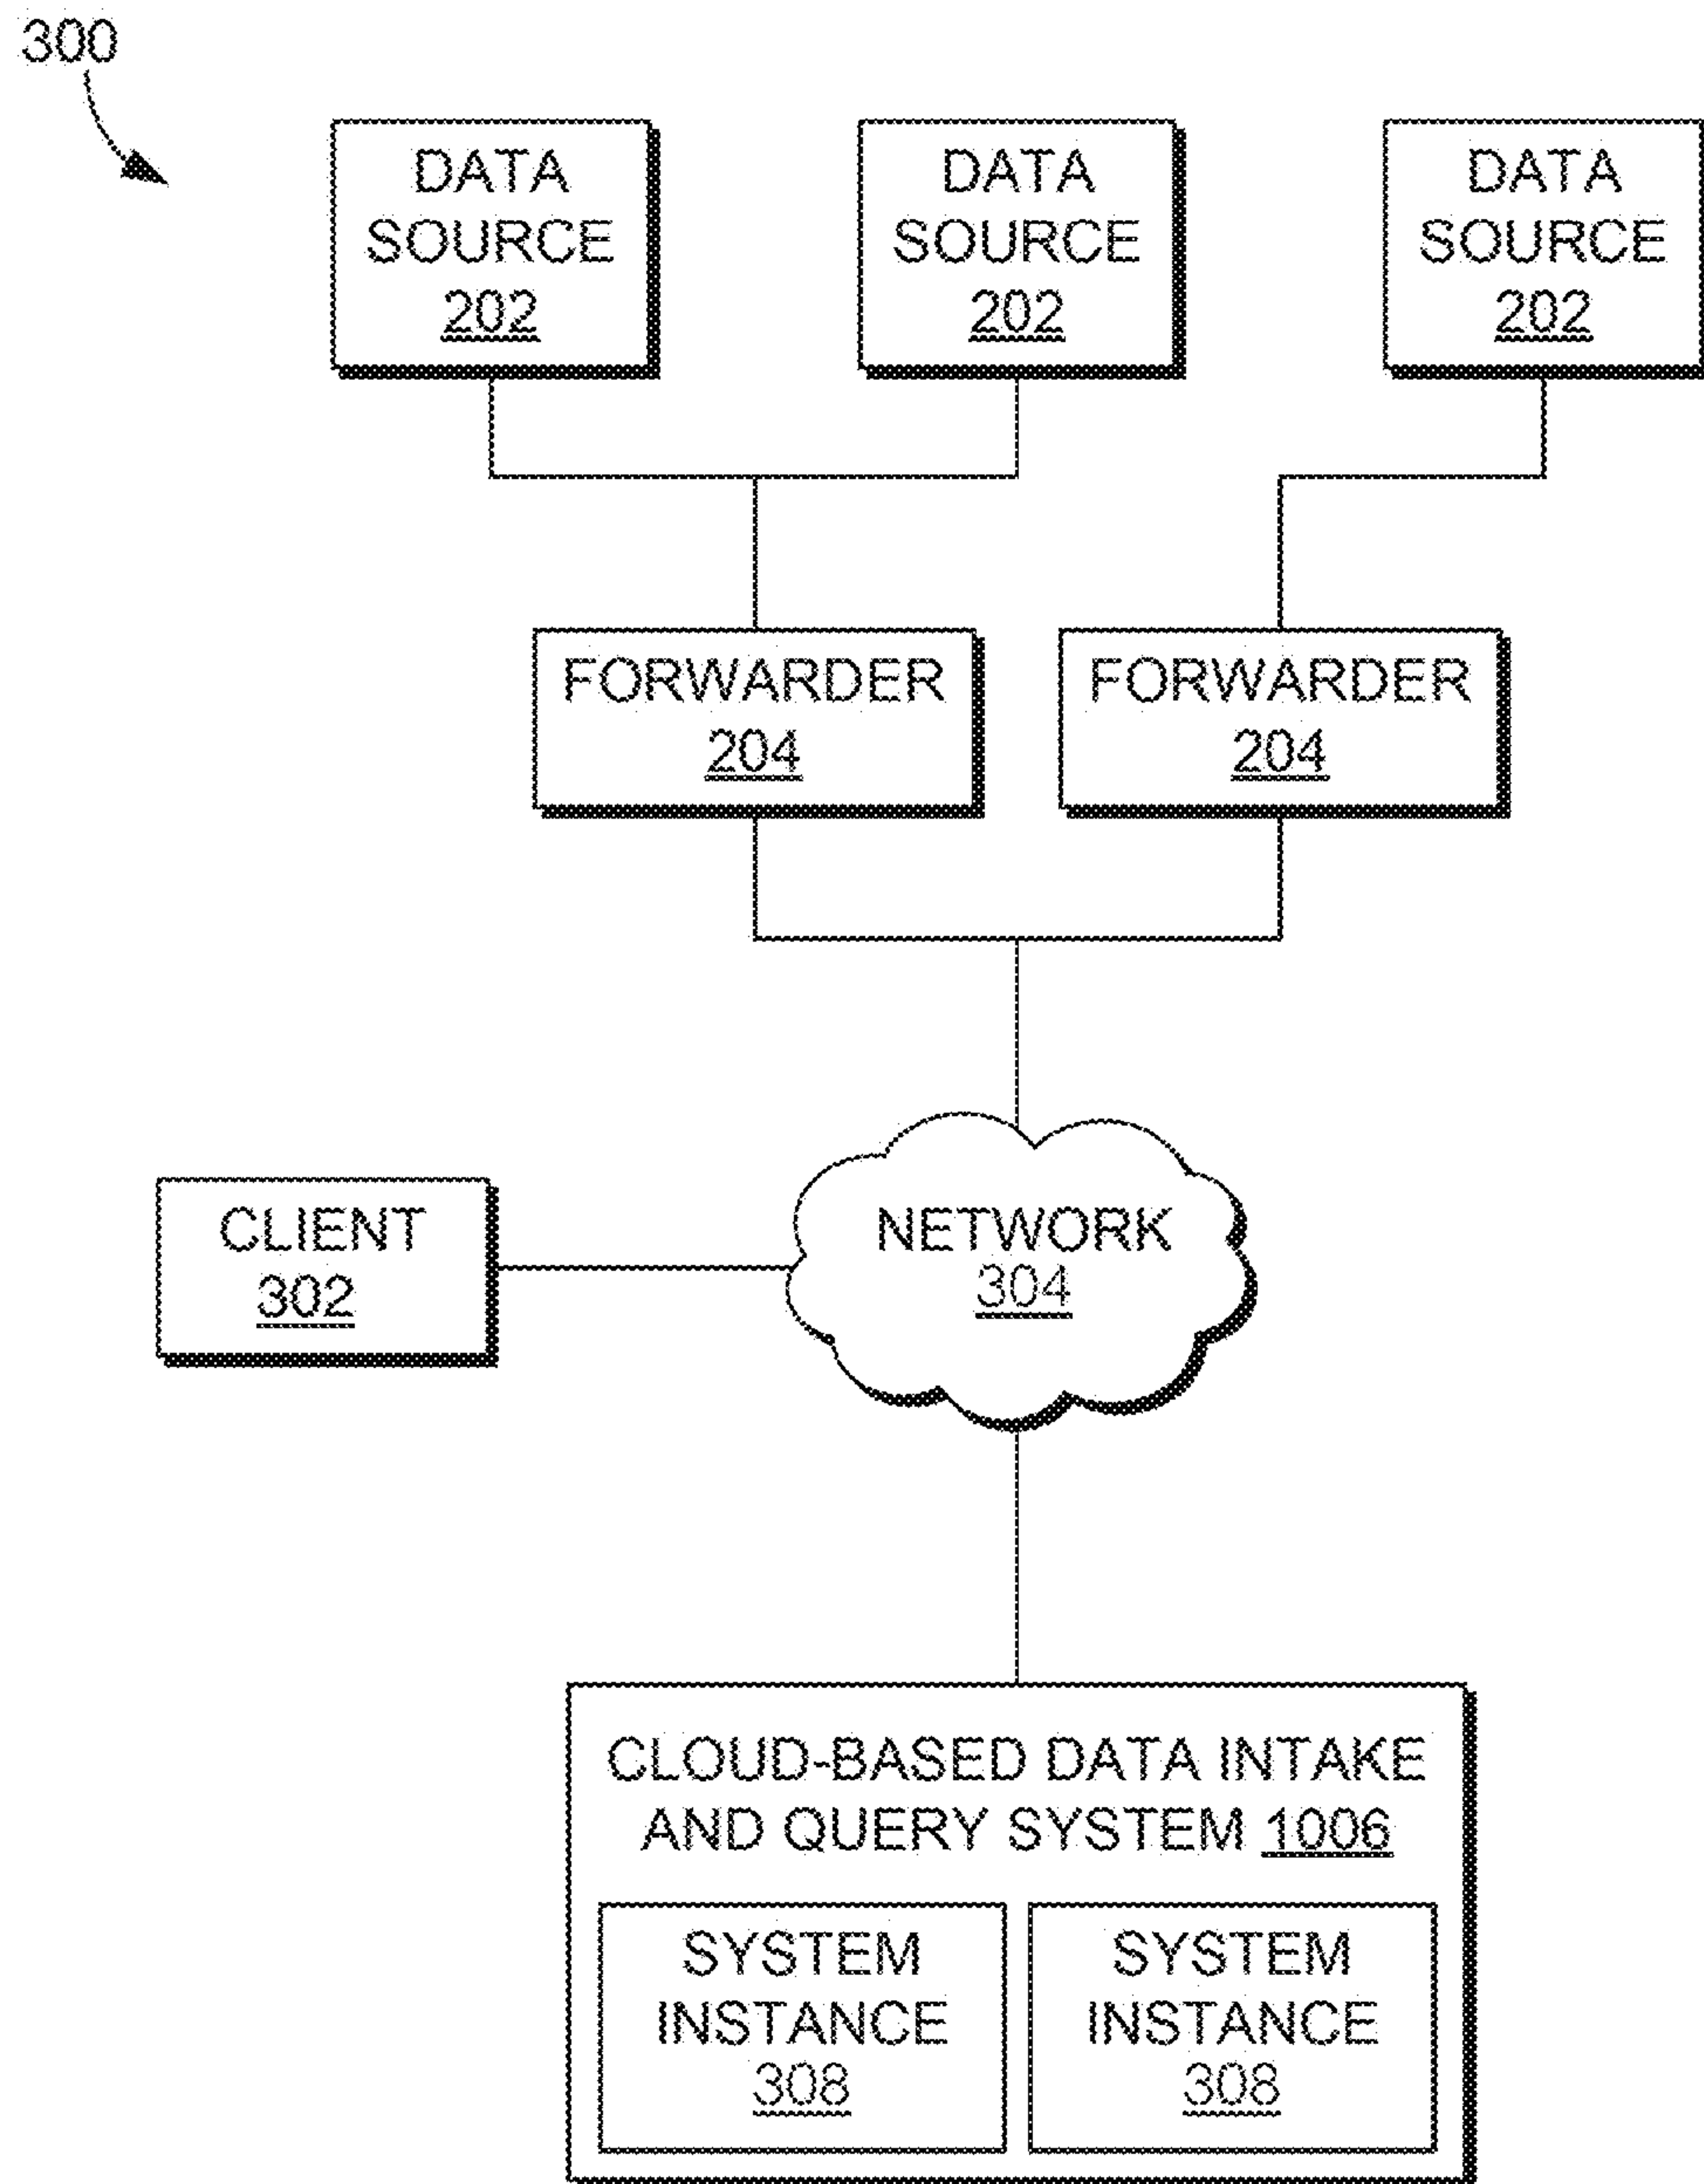 300
DATA
SOURCE
202
DATA
SOURCE
202
DATA
SOURCE
202
FORWARDER
204
FORWARDER
204
CLIENT
302
NETWORK
304
CLOUD-BASED DATA INTAKE
AND QUERY SYSTEM 1006
SYSTEM
INSTANCE
308
SYSTEM
INSTANCE
308